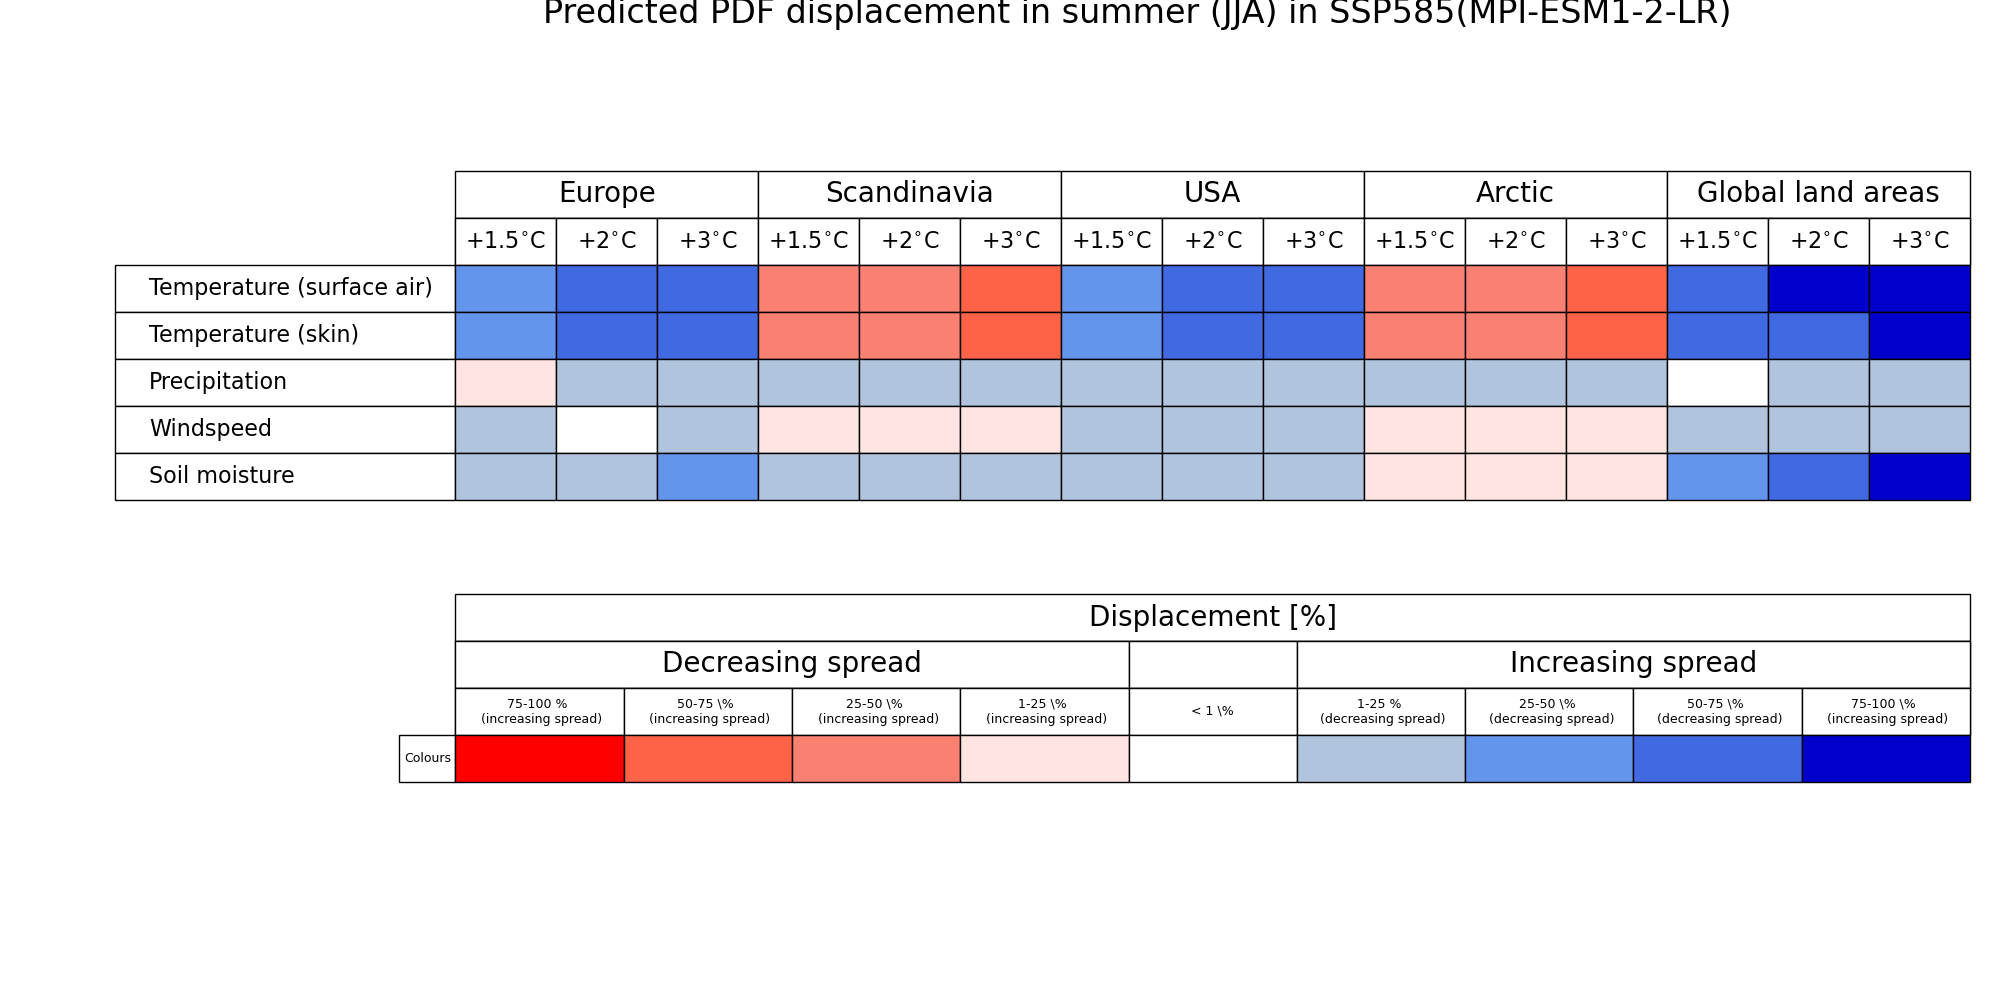 Predicted PDF displacement in summer (JJA) in SSP585(MPI-ESM1-2-LR)
Europe Scandinavia USA Arctic Global land areas
+1.5°C +2°C +3°C +1.5°C +2°C +3°C +1.5°C +2°C +3°C +1.5°C +2°C +3°C +1.5°C +2°C +3°C
Temperature (surface air)
Temperature (skin)
Precipitation
Windspeed
Soil moisture
Displacement [%]
Decreasing spread Increasing spread
75-100 % 50-75 \% 25-50 \% 1-25 \% < 1 \% 1-25 % 25-50 \% 50-75 \% 75-100 \%
(increasing spread) (increasing spread) (increasing spread) (increasing spread) (decreasing spread) (decreasing spread) (decreasing spread) (increasing spread)
Colours